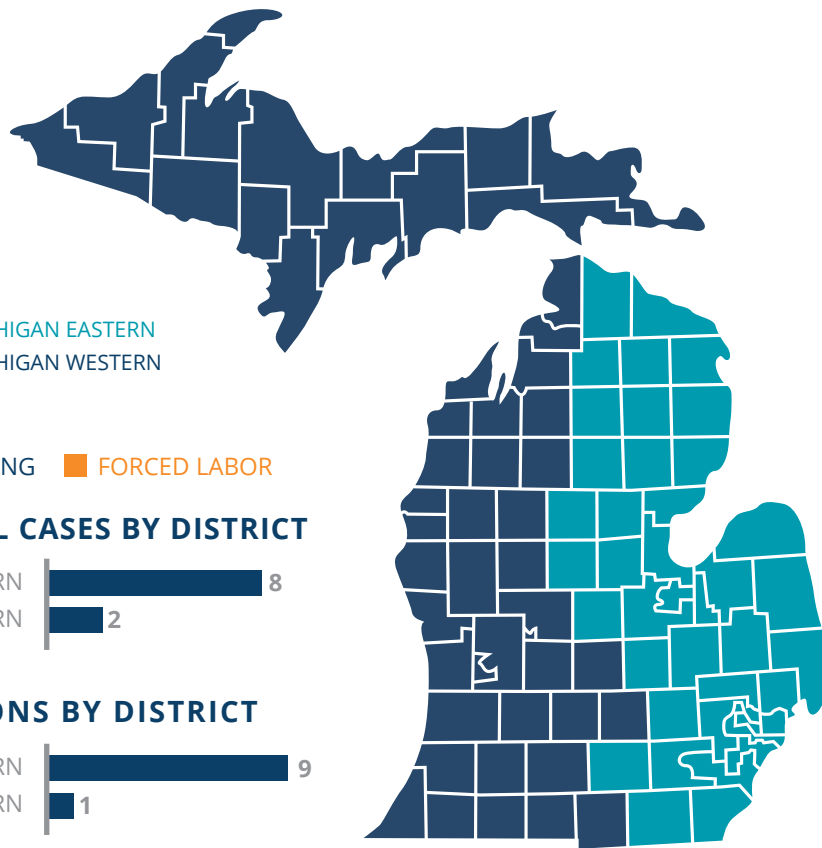 HIGAN EASTERN
HIGAN WESTERN
NG FORCED LABOR
L CASES BY DISTRICT
RN 8
RN 2
ONS BY DISTRICT
RN 9
RN 1